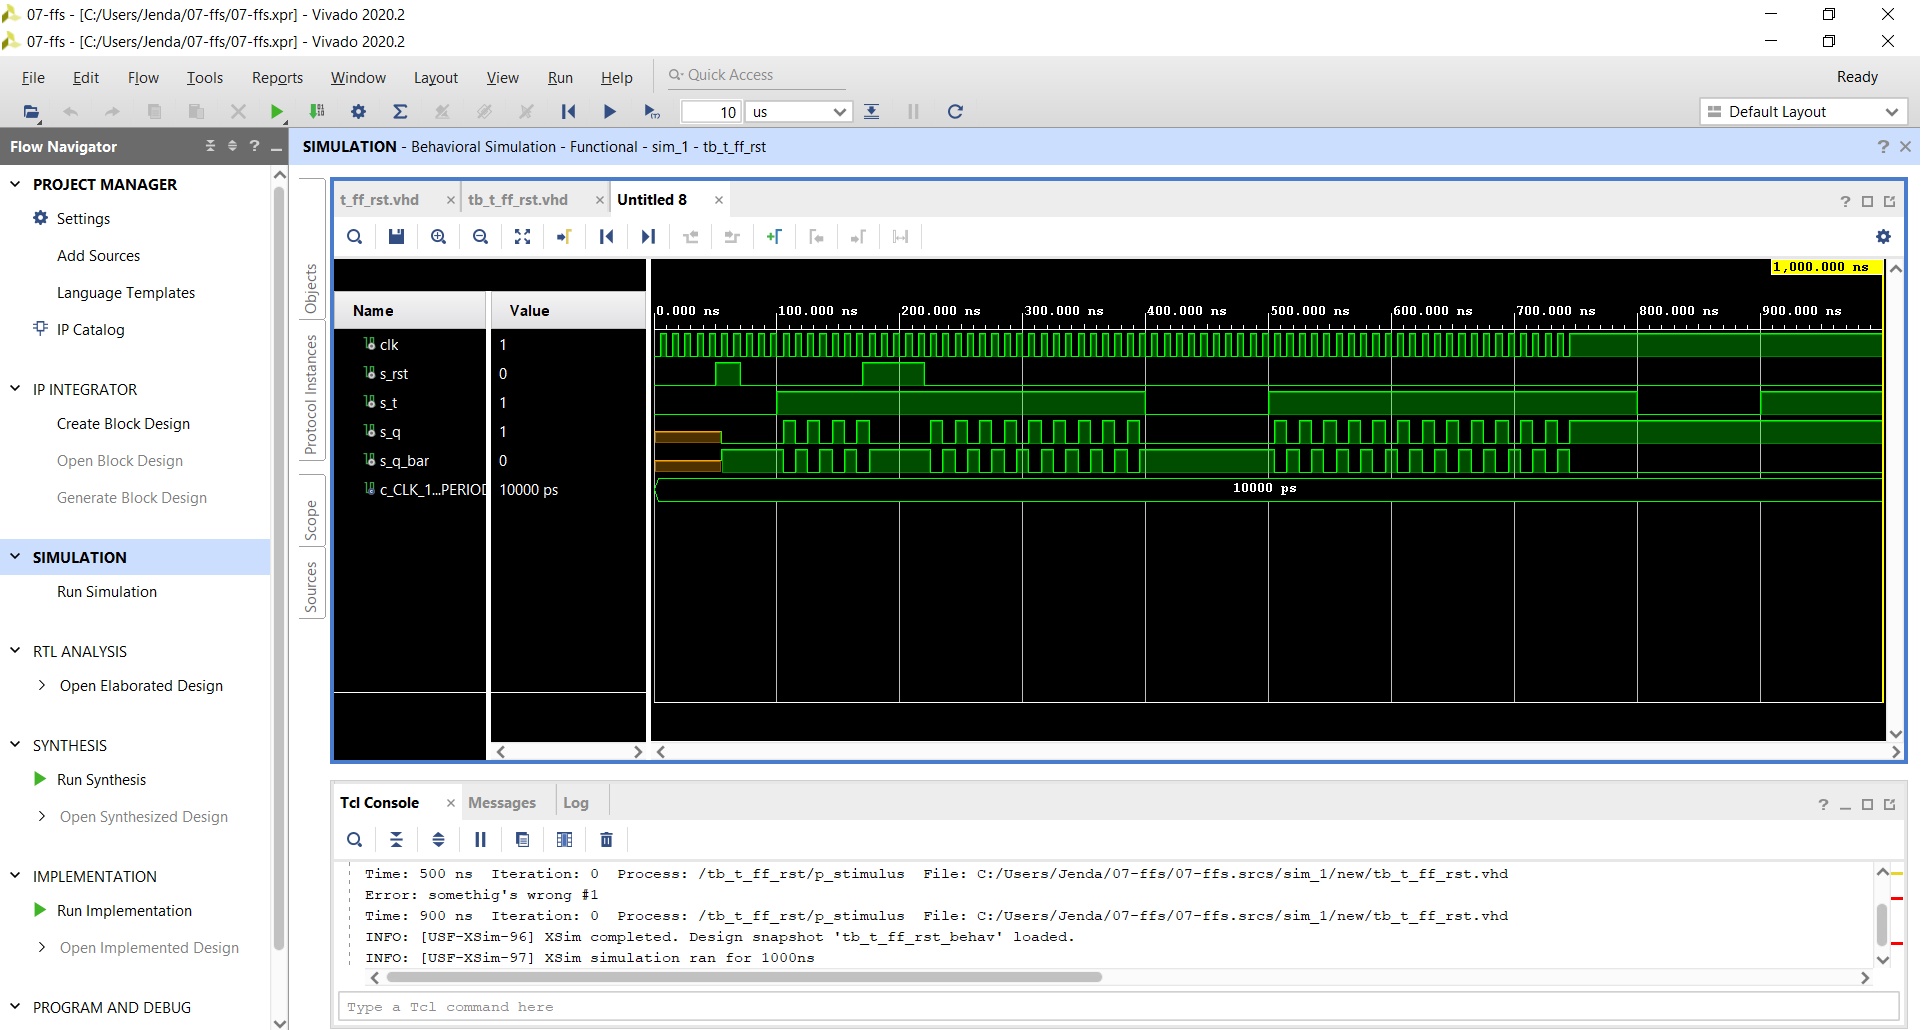 07-ffs - [C:/Users/Jenda/07-ffs/07-ffs.xpr] - Vivado 2020.2
07-ffs - [C:/Users/Jenda/07-ffs/07-ffs.xpr] - Vivado 2020.2
File Edit Flow Tools Reports Window Layout View Run Help Quick Access Ready
10 us Default Layout
Flow Navigator
SIMULATION - Behavioral Simulation - Functional - sim_1 - tb_t_ff_rst
PROJECT MANAGER
Settings
Add Sources
Language Templates
IP Catalog
IP INTEGRATOR
Create Block Design
Open Block Design
Generate Block Design
SIMULATION
Run Simulation
RTL ANALYSIS
Open Elaborated Design
SYNTHESIS
Run Synthesis
Open Synthesized Design
IMPLEMENTATION
Run Implementation
Open Implemented Design
PROGRAM AND DEBUG
Objects
Protocol Instances
Scope
Sources
t_ff_rst.vhd tb_t_ff_rst.vhd Untitled 8
1,000.000 ns
Name Value
0.000 ns 100.000 ns 200.000 ns 300.000 ns 400.000 ns 500.000 ns 600.000 ns 700.000 ns 800.000 ns 900.000 ns
clk 1
s_rst 0
s_t 1
s_q 1
s_q_bar 0
c_CLK_1...PERIOD 10000 ps 10000 ps
Tcl Console Messages Log
Time: 500 ns Iteration: 0 Process: /tb_t_ff_rst/p_stimulus File: C:/Users/Jenda/07-ffs/07-ffs.srcs/sim_1/new/tb_t_ff_rst.vhd
Error: somethig's wrong #1
Time: 900 ns Iteration: 0 Process: /tb_t_ff_rst/p_stimulus File: C:/Users/Jenda/07-ffs/07-ffs.srcs/sim_1/new/tb_t_ff_rst.vhd
INFO: [USF-XSim-96] XSim completed. Design snapshot 'tb_t_ff_rst_behav' loaded.
INFO: [USF-XSim-97] XSim simulation ran for 1000ns
Type a Tcl command here